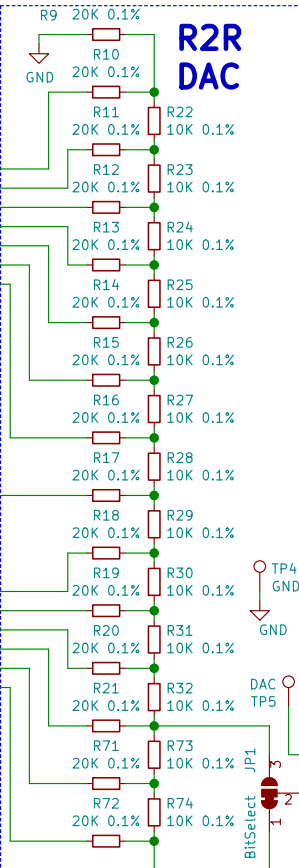 R9 20K 0.1%
R2R
DAC
GND
R10
20K 0.1%
R11
20K 0.1%
R22
10K 0.1%
R12
20K 0.1%
R23
10K 0.1%
R13
20K 0.1%
R24
10K 0.1%
R14
20K 0.1%
R25
10K 0.1%
R15
20K 0.1%
R26
10K 0.1%
R16
20K 0.1%
R27
10K 0.1%
R17
20K 0.1%
R28
10K 0.1%
R18
20K 0.1%
R29
10K 0.1%
R19
20K 0.1%
R30
10K 0.1%
TP4
GND
GND
R20
20K 0.1%
R31
10K 0.1%
R21
20K 0.1%
R32
10K 0.1%
DAC
TP5
R71
20K 0.1%
R73
10K 0.1%
R72
20K 0.1%
R74
10K 0.1%
JP1
BitSelect
3
2
1